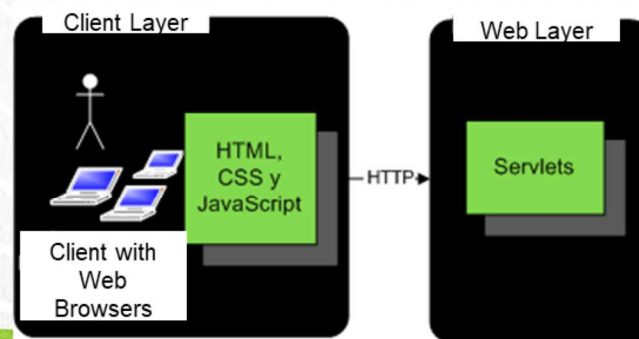 Client Layer
Web Layer
HTML,
CSS y
JavaScript
HTTP
Servlets
Client with
Web
Browsers